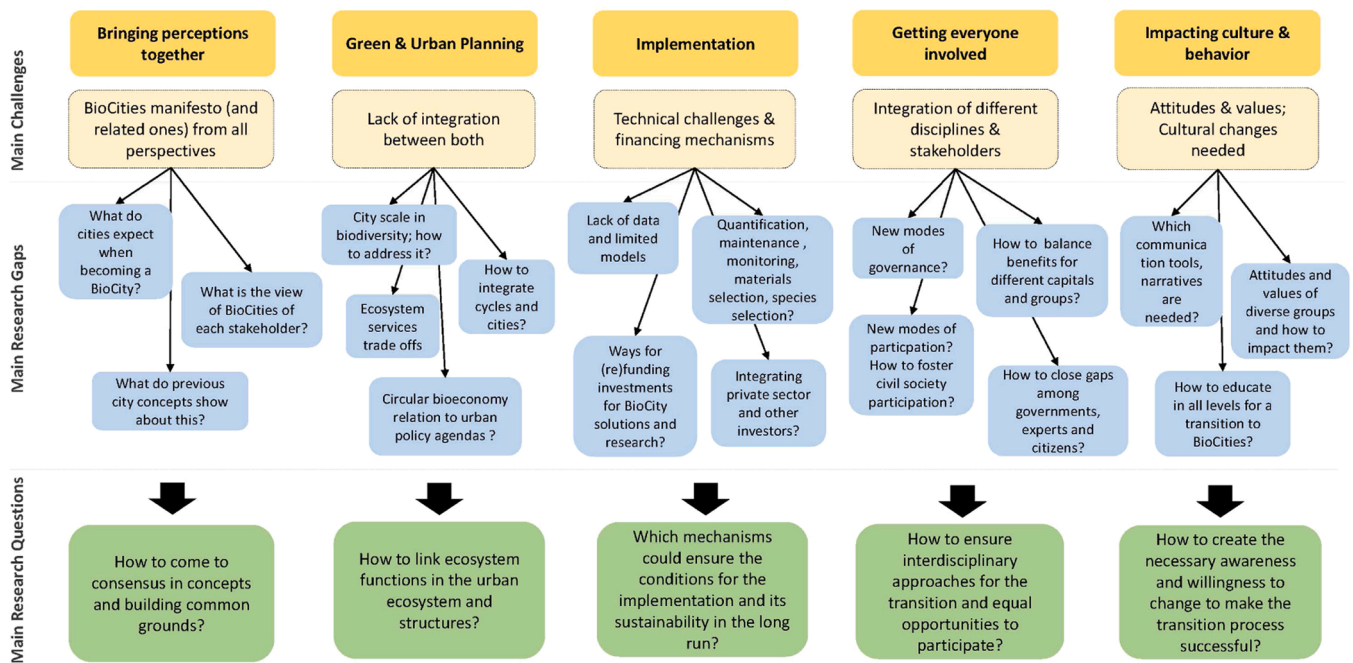 Main Challenges
Bringing perceptions
together
Green & Urban Planning
Implementation
Getting everyone
involved
Impacting culture &
behavior
BioCities manifesto (and
related ones) from all
perspectives
Lack of integration
between both
Technical challenges &
financing mechanisms
Integration of different
disciplines &
stakeholders
Attitudes & values;
Cultural changes
needed
Main Research Gaps
What do
cities expect
when
becoming a
BioCity?
What is the view
of BioCities of
each stakeholder?
What do previous
city concepts show
about this?
City scale in
biodiversity; how
to address it?
How to
integrate
cycles and
cities?
Ecosystem
services
trade offs
Circular bioeconomy
relation to urban
policy agendas ?
Lack of data
and limited
models
Quantification,
maintenance ,
monitoring,
materials
selection, species
selection?
Ways for
(re)funding
investments
for BioCity
solutions and
research?
Integrating
private sector
and other
investors?
New modes
of
governance?
How to balance
benefits for
different capitals
and groups?
New modes of
particpation?
How to foster
civil society
participation?
How to close gaps
among
governments,
experts and
citizens?
Which
communica
tion tools,
narratives
are
needed?
Attitudes and
values of
diverse groups
and how to
impact them?
How to educate
in all levels for a
transition to
BioCities?
Main Research Questions
How to come to
consensus in concepts
and building common
grounds?
How to link ecosystem
functions in the urban
ecosystem and
structures?
Which mechanisms
could ensure the
conditions for the
implementation and its
sustainability in the long
run?
How to ensure
interdisciplinary
approaches for the
transition and equal
opportunities to
participate?
How to create the
necessary awareness
and willingness to
change to make the
transition process
successful?